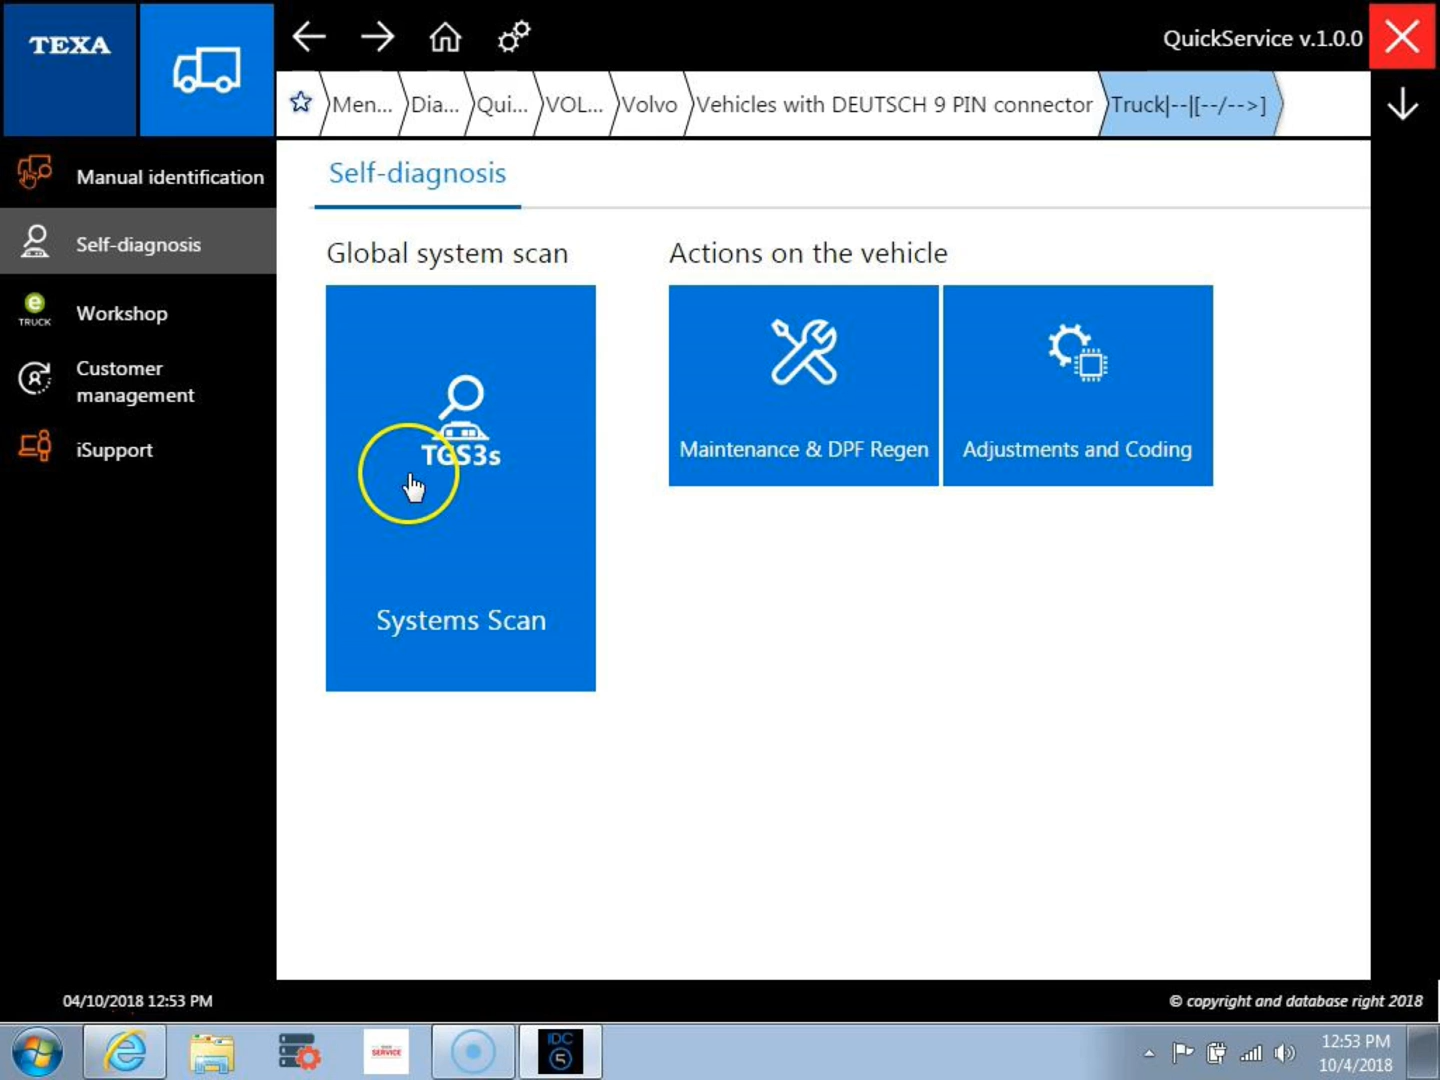 TEXA
QuickService v.1.0.0
Men...
Dia...
Qui...
VOL...
Volvo
Vehicles with DEUTSCH 9 PIN connector
Truck|--|[--/-->]
Manual identification
Self-diagnosis
e
TRUCK
Workshop
Customer
management
iSupport
Self-diagnosis
Global system scan
Actions on the vehicle
TGS3s
Systems Scan
Maintenance & DPF Regen
Adjustments and Coding
04/10/2018 12:53 PM
© copyright and database right 2018
SERVICE
IDC
5
12:53 PM
10/4/2018